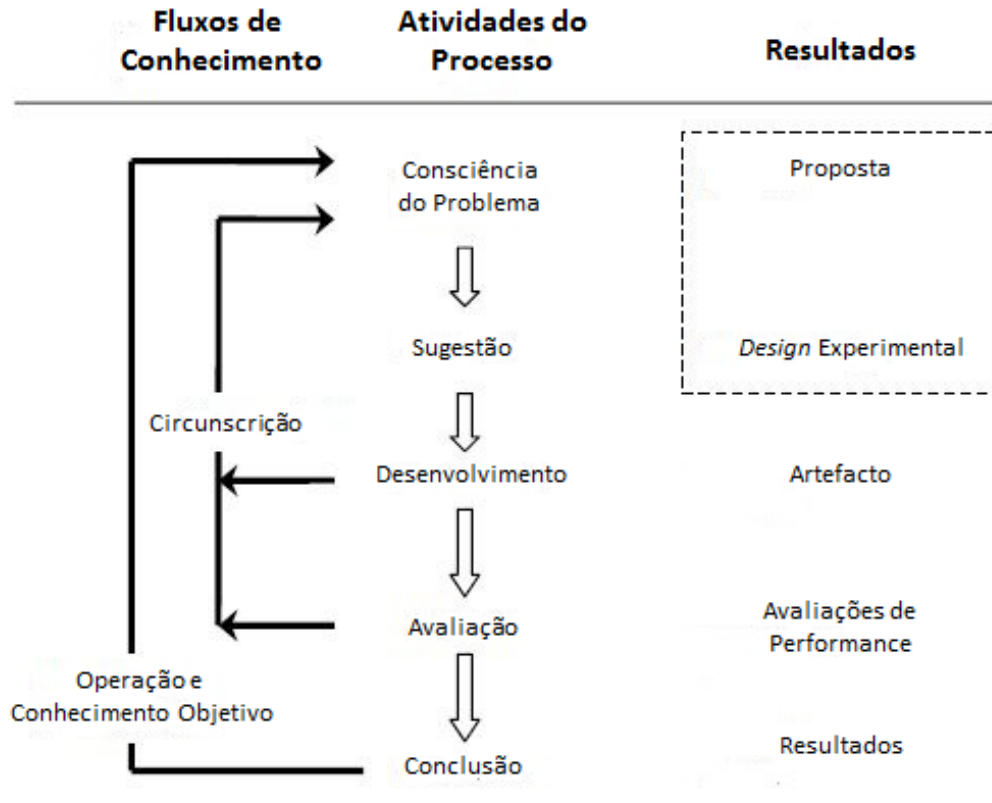 Fluxos de
Conhecimento
Atividades do
Processo
Resultados
Consciência
do Problema
Proposta
Sugestão
Design Experimental
Circunscrição
Desenvolvimento
Artefacto
Avaliação
Avaliações de
Performance
Operação e
Conhecimento Objetivo
Conclusão
Resultados